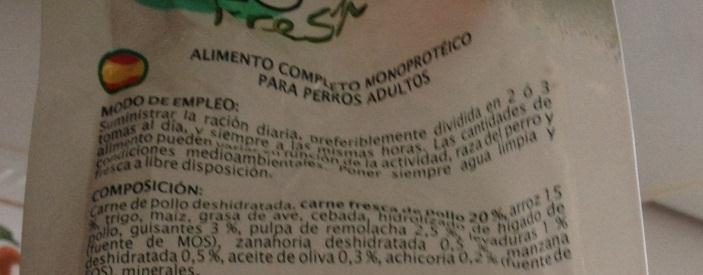 Fresh
ALIMENTO COMPLETO MONOPROTÉICO
PARA PERROS ADULTOS
MODO DE EMPLEO:
Suministrar la ración diaria, preferiblemente dividida en 2 ó 3
tomas al día, y siempre a las mismas horas. Las cantidades de
alimento pueden variar en función de la actividad, raza del perro y
condiciones medioambientales. Poner siempre agua limpia y
fresca a libre disposición.
COMPOSICIÓN:
Carne de pollo deshidratada, carne fresca de pollo 20 %, arroz 15
%, trigo, maíz, grasa de ave, cebada, hidrolizado de hígado de
pollo, guisantes 3 %, pulpa de remolacha 2,5 %, levaduras 1 %
(fuente de MOS), zanahoria deshidratada 0,5 %, manzana
deshidratada 0,5 %, aceite de oliva 0,3 %, achicoria 0,2 % (fuente de
FOS), minerales.